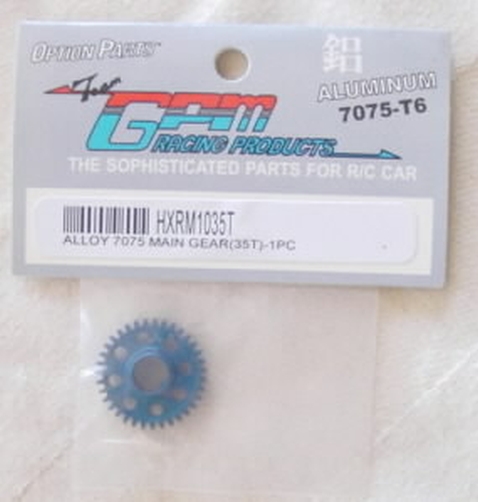 OPTION PARTS
鋁
ALUMINUM
7075-T6
Team
GPM
RACING PRODUCTS
THE SOPHISTICATED PARTS FOR R/C CAR
HXRM1035T
ALLOY 7075 MAIN GEAR(35T)-1PC